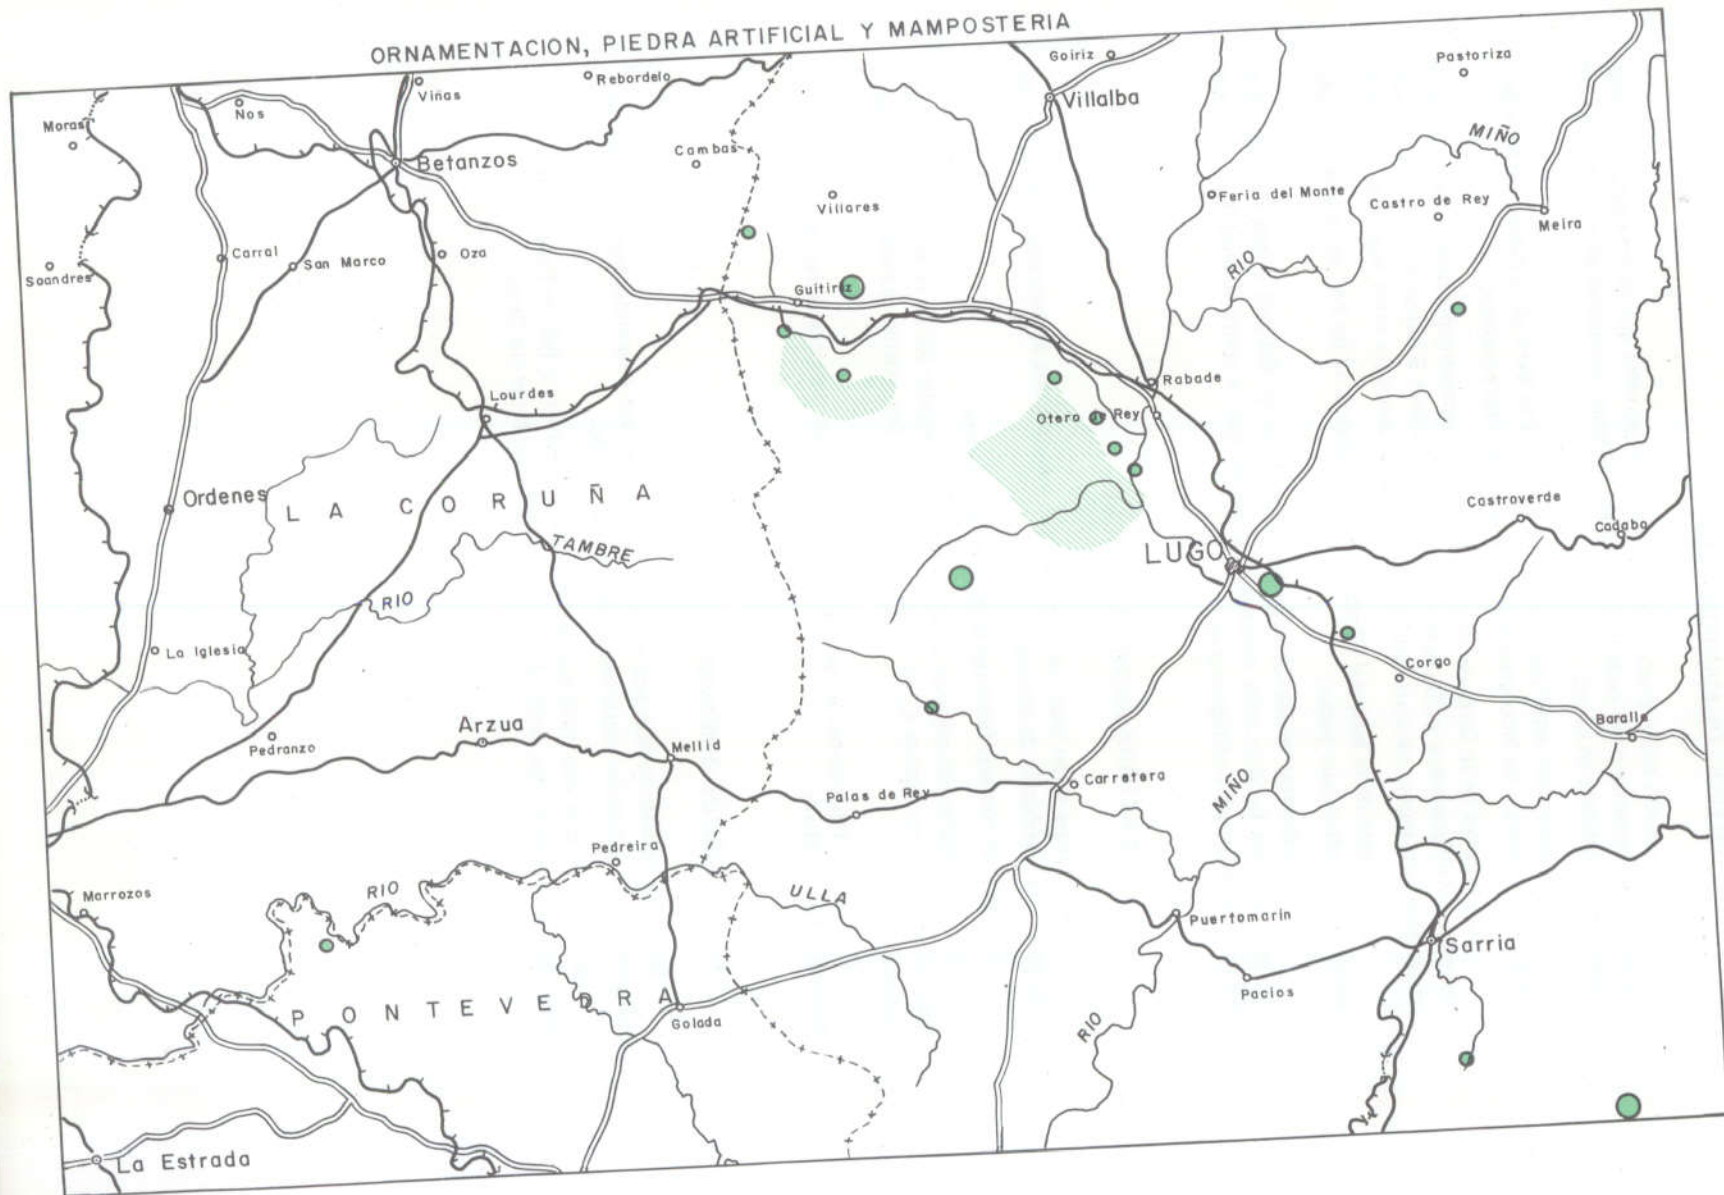 ORNAMENTACION, PIEDRA ARTIFICIAL Y MAMPOSTERIA
Goiriz
Pastoriza
Rebordelo
Viñas
Villalba
Nos
Moras
MIÑO
Betanzos
Cambas
Feria del Monte
Castro de Rey
Villares
Meira
Carral
San Marco
Oza
RIO
Soandres
Guitiriz
Rabade
Lourdes
Otero de Rey
Ordenes
LA CORUÑA
Castroverde
Cadabo
TAMBRE
LUGO
RIO
La Iglesia
Corgo
Arzua
Baralla
Pedranzo
Mellid
Carretera
MIÑO
Palas de Rey
Pedreira
RIO
ULLA
Marrozos
Puertomarin
Sarria
Pacios
PONTEVEDRA
Golada
RIO
La Estrada